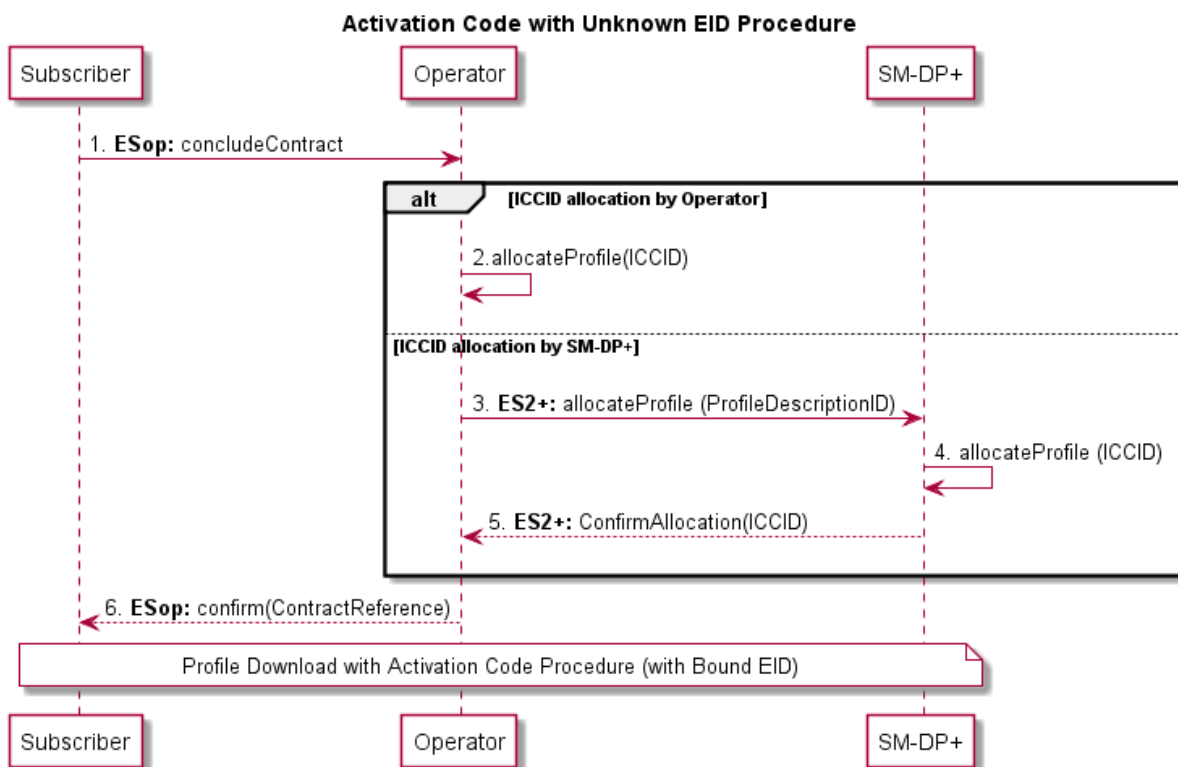 Activation Code with Unknown EID Procedure
Subscriber
Operator
SM-DP+
1. ESop: concludeContract
alt
[ICCID allocation by Operator]
2.allocateProfile(ICCID)
[ICCID allocation by SM-DP+]
3. ES2+: allocateProfile (ProfileDescriptionID)
4. allocateProfile (ICCID)
5. ES2+: ConfirmAllocation(ICCID)
6. ESop: confirm(ContractReference)
Profile Download with Activation Code Procedure (with Bound EID)
Subscriber
Operator
SM-DP+